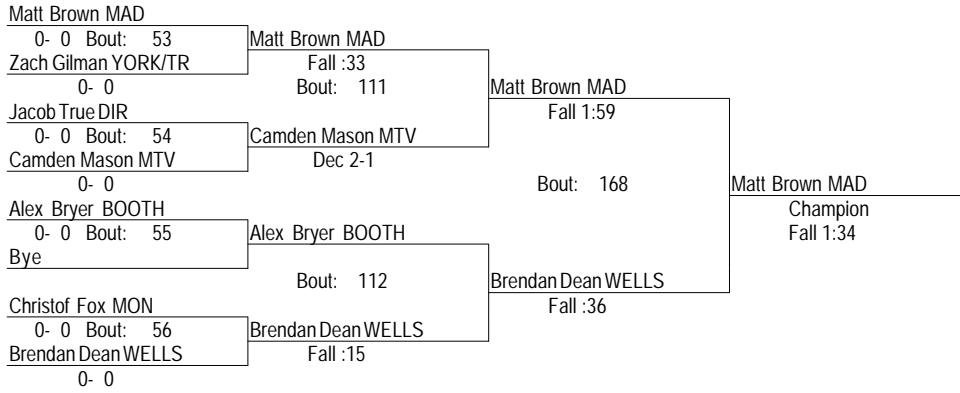 Matt Brown MAD
0- 0 Bout: 53
Matt Brown MAD
Zach Gilman YORK/TR
Fall :33
0- 0
Bout: 111
Matt Brown MAD
Jacob True DIR
Fall 1:59
0- 0 Bout: 54
Camden Mason MTV
Camden Mason MTV
Dec 2-1
0- 0
Bout: 168
Matt Brown MAD
Alex Bryer BOOTH
Champion
0- 0 Bout: 55
Alex Bryer BOOTH
Fall 1:34
Bye
Bout: 112
Brendan Dean WELLS
Christof Fox MON
Fall :36
0- 0 Bout: 56
Brendan Dean WELLS
Brendan Dean WELLS
Fall :15
0- 0